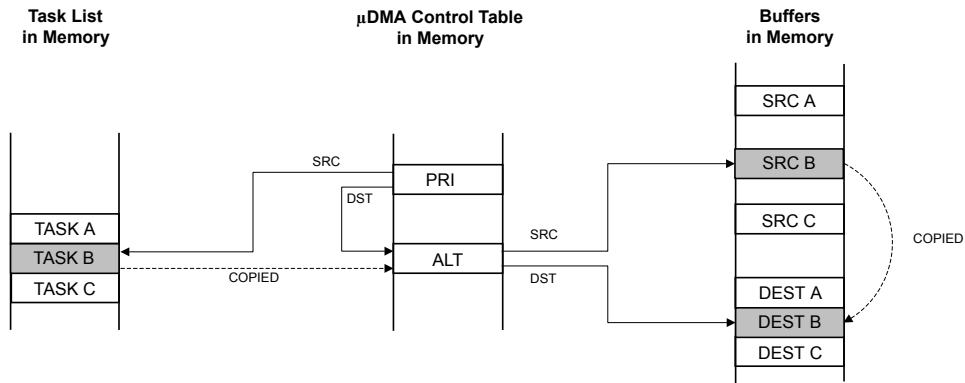 Task List
in Memory
µDMA Control Table
in Memory
Buffers
in Memory
SRC A
SRC
SRC B
PRI
DST
TASK A
SRC C
SRC
COPIED
TASK B
ALT
COPIED
DST
TASK C
DEST A
DEST B
DEST C